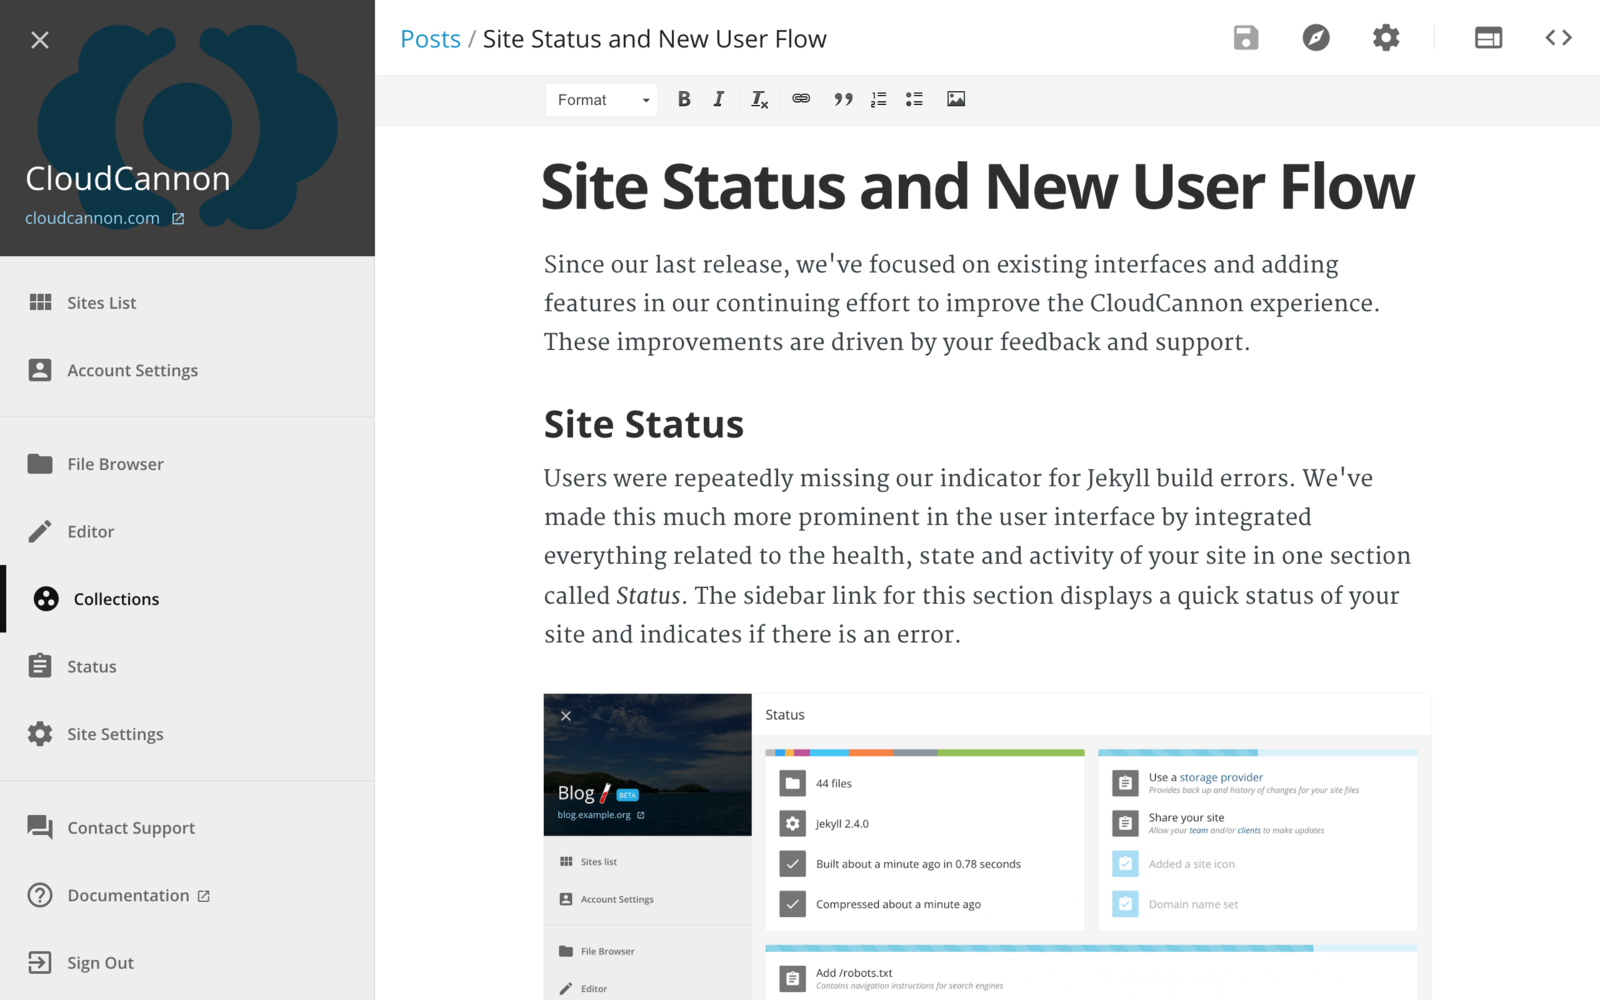 CloudCannon
cloudcannon.com
Sites List
Account Settings
File Browser
Editor
Collections
Status
Site Settings
Contact Support
Documentation
Sign Out
Posts / Site Status and New User Flow
Format
Site Status and New User Flow
Since our last release, we've focused on existing interfaces and adding
features in our continuing effort to improve the CloudCannon experience.
These improvements are driven by your feedback and support.
Site Status
Users were repeatedly missing our indicator for Jekyll build errors. We've
made this much more prominent in the user interface by integrated
everything related to the health, state and activity of your site in one section
called Status. The sidebar link for this section displays a quick status of your
site and indicates if there is an error.
Blog BETA
blog.example.org
Sites list
Account Settings
File Browser
Editor
Status
44 files
Jekyll 2.4.0
Built about a minute ago in 0.78 seconds
Compressed about a minute ago
Use a storage provider
Provides back up and history of changes for your site files
Share your site
Allow your team and/or clients to make updates
Added a site icon
Domain name set
Add /robots.txt
Contains navigation instructions for search engines